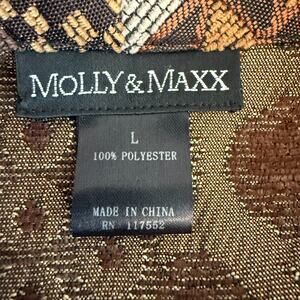 MOLLY & MAXX
L
100% POLYESTER
MADE IN CHINA
RN 117552